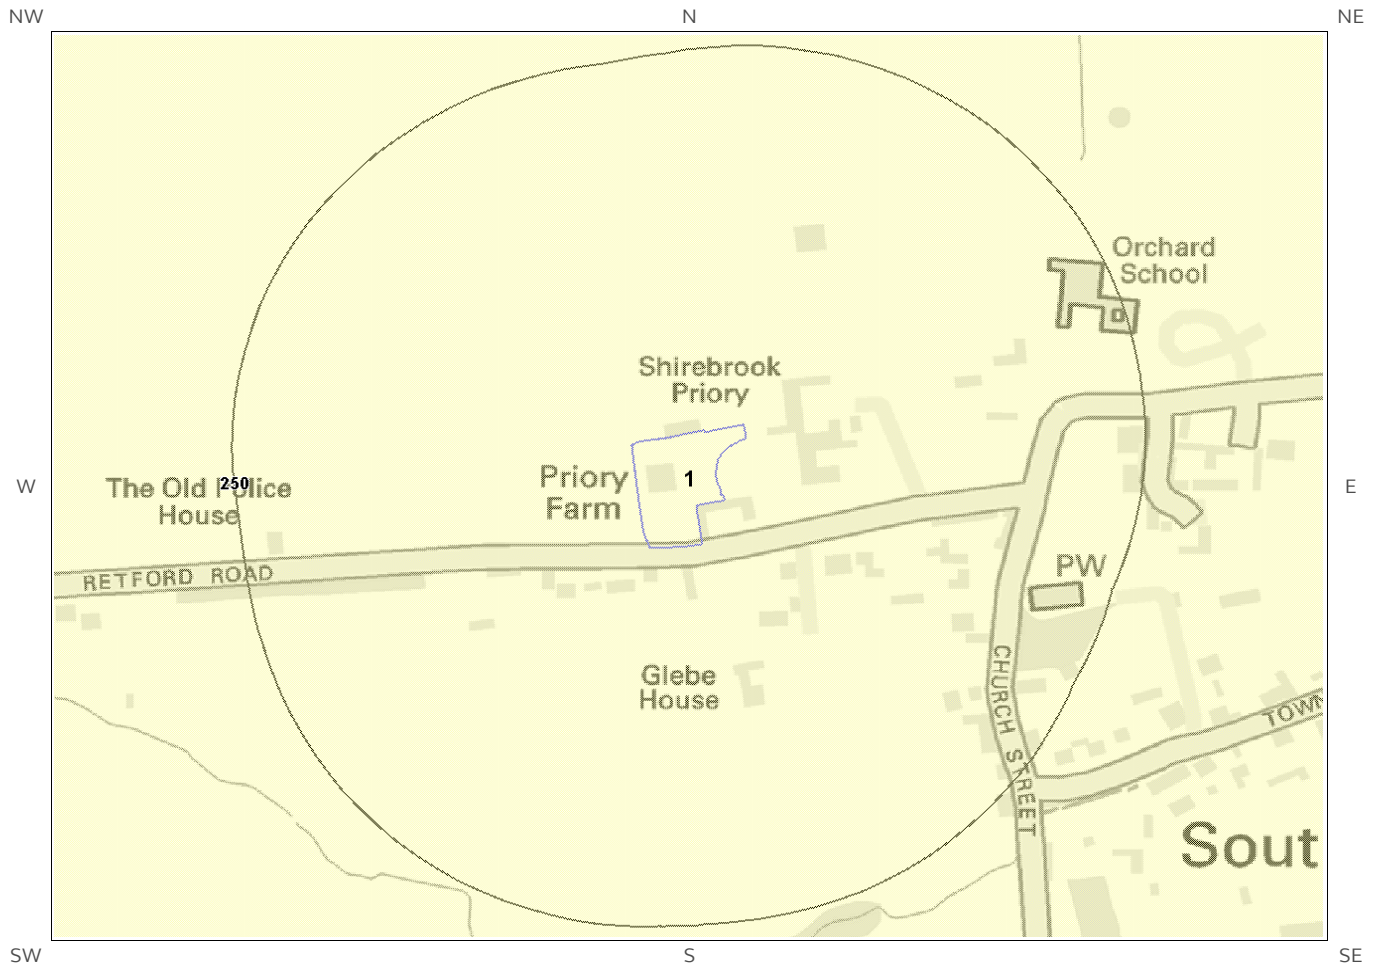 NW
N
NE
Orchard
School
Shirebrook
Priory
Priory
Farm
1
W
The Old Police
House
250
E
RETFORD ROAD
PW
Glebe
House
CHURCH STREET
TOWN
Sout
SW
S
SE